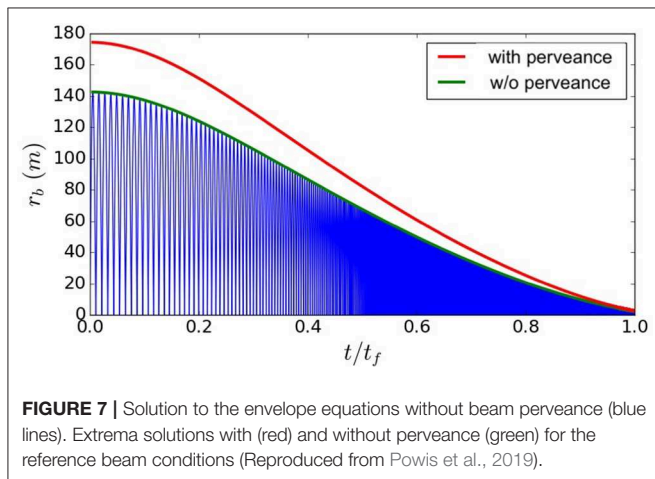 180
160
140
120
100
80
60
40
20
0
r_b (m)
with perveance
w/o perveance
0.0 0.2 0.4 0.6 0.8 1.0
t/t_f
FIGURE 7 | Solution to the envelope equations without beam perveance (blue
lines). Extrema solutions with (red) and without perveance (green) for the
reference beam conditions (Reproduced from Powis et al., 2019).